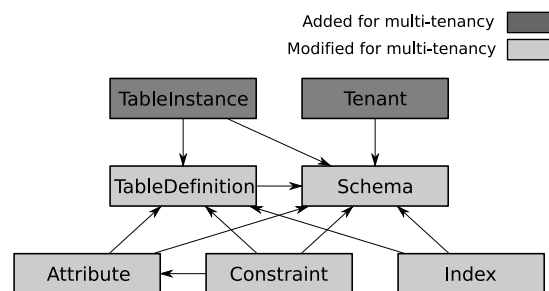 Added for multi-tenancy
Modified for multi-tenancy
TableInstance
Tenant
TableDefinition
Schema
Attribute
Constraint
Index